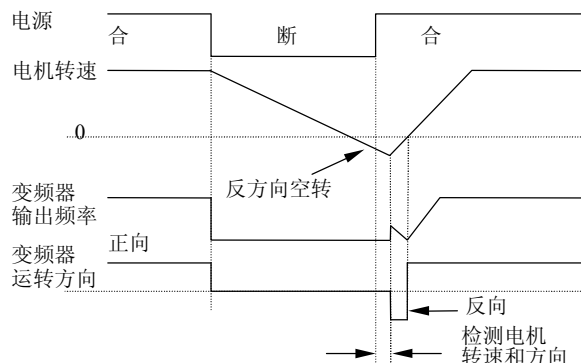 电源
合 断 合
电机转速
0
反方向空转
变频器
输出频率
正向
变频器
运转方向
反向
检测电机
转速和方向